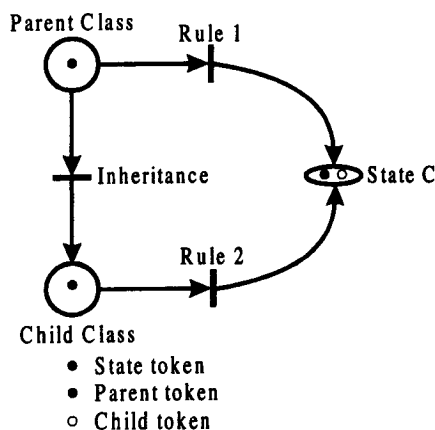 Parent Class
Rule 1
Inheritance
State C
Rule 2
Child Class
State token
Parent token
Child token